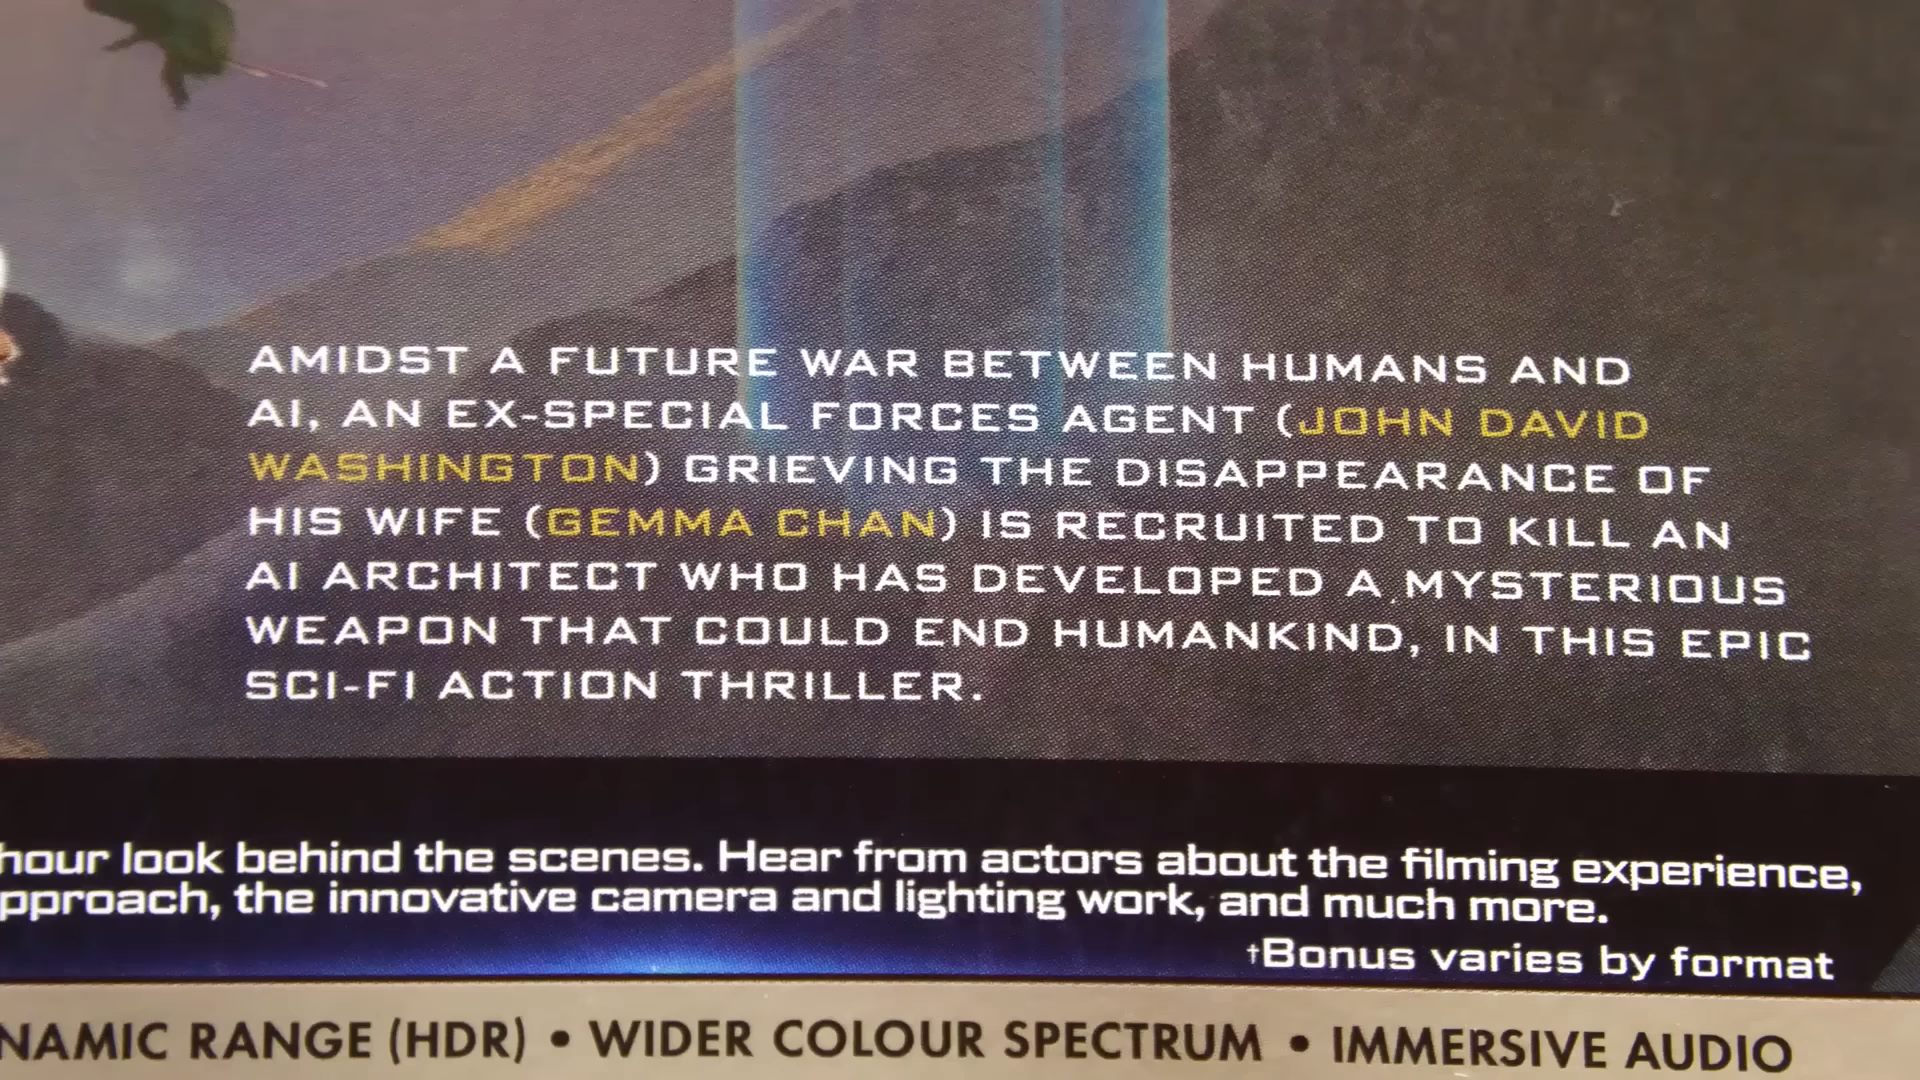 AMIDST A FUTURE WAR BETWEEN HUMANS AND
AI, AN EX-SPECIAL FORCES AGENT (JOHN DAVID
WASHINGTON) GRIEVING THE DISAPPEARANCE OF
HIS WIFE (GEMMA CHAN) IS RECRUITED TO KILL AN
AI ARCHITECT WHO HAS DEVELOPED A MYSTERIOUS
WEAPON THAT COULD END HUMANKIND, IN THIS EPIC
SCI-FI ACTION THRILLER.
hour look behind the scenes. Hear from actors about the filming experience,
pproach, the innovative camera and lighting work, and much more.
†Bonus varies by format
NAMIC RANGE (HDR) • WIDER COLOUR SPECTRUM • IMMERSIVE AUDIO